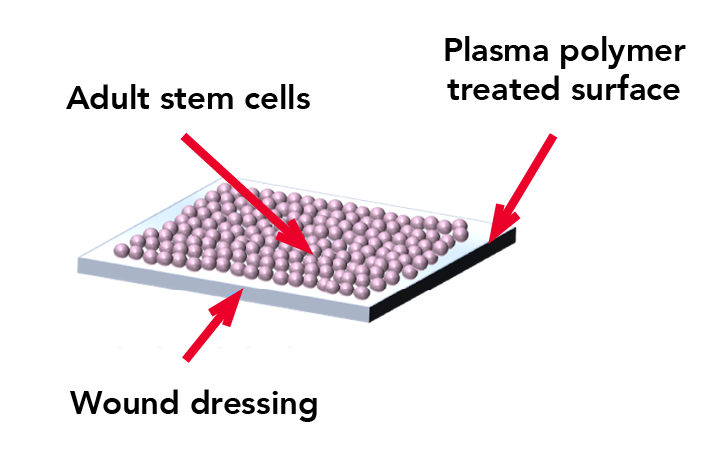 Plasma polymer
treated surface
Adult stem cells
Wound dressing